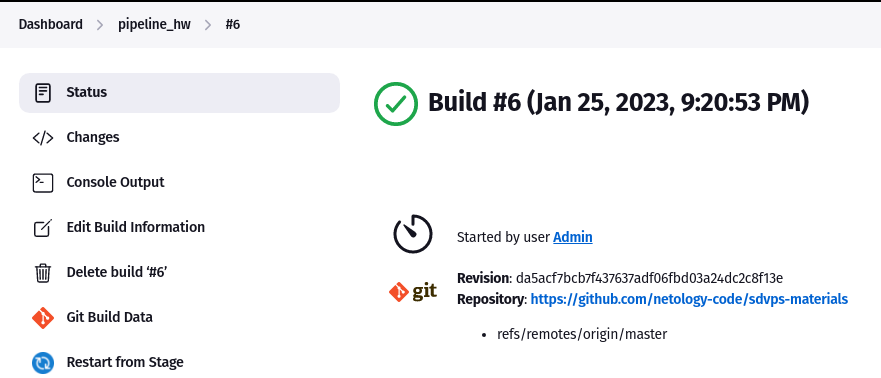 Dashboard > pipeline_hw > #6
Status
Changes
Console Output
Edit Build Information
Delete build ‘#6’
Git Build Data
Restart from Stage
Build #6 (Jan 25, 2023, 9:20:53 PM)
Started by user Admin
git
Revision: da5acf7bcb7f437637adf06fbd03a24dc2c8f13e
Repository: https://github.com/netology-code/sdvps-materials
• refs/remotes/origin/master